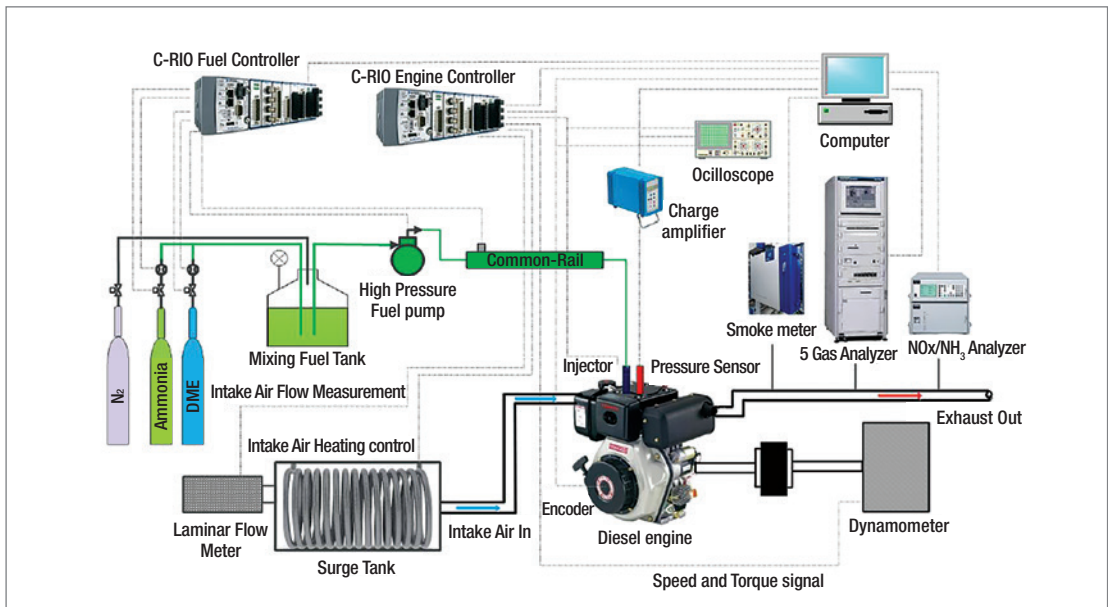 C-RIO Fuel Controller
C-RIO Engine Controller
Computer
Ocilloscope
Charge
amplifier
Common-Rail
High Pressure
Fuel pump
Mixing Fuel Tank
Smoke meter
5 Gas Analyzer
NOx/NH₃ Analyzer
N₂
Ammonia
DME
Injector
Pressure Sensor
Intake Air Flow Measurement
Exhaust Out
Intake Air Heating control
Laminar Flow
Meter
Surge Tank
Intake Air In
Encoder
Diesel engine
Dynamometer
Speed and Torque signal